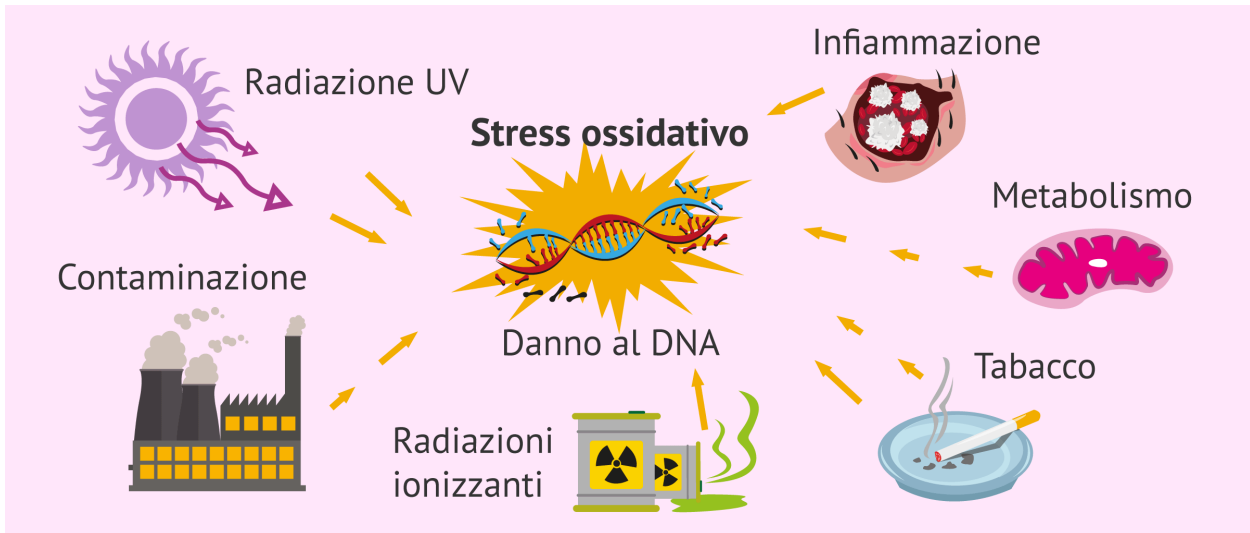 Infiammazione
Radiazione UV
Stress ossidativo
Metabolismo
Contaminazione
Danno al DNA
Tabacco
Radiazioni
ionizzanti